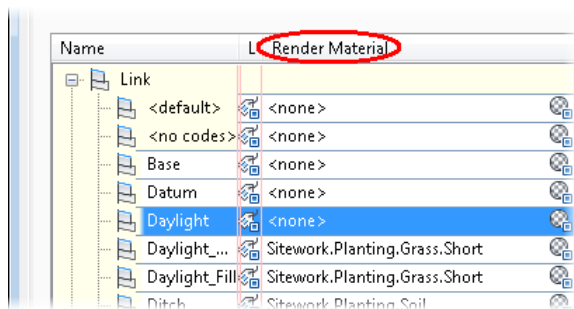 Name L Render Material
Link
<default> <none>
<no codes> <none>
Base <none>
Datum <none>
Daylight <none>
Daylight_... Sitework.Planting.Grass.Short
Daylight_Fill Sitework.Planting.Grass.Short
Ditch Sitework.Planting.Soil